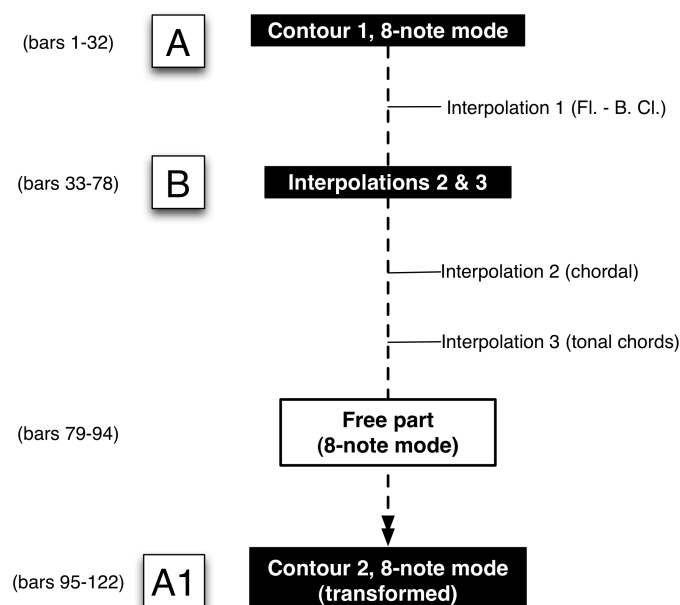 (bars 1-32)
A
Contour 1, 8-note mode
Interpolation 1 (Fl. - B. Cl.)
(bars 33-78)
B
Interpolations 2 & 3
Interpolation 2 (chordal)
Interpolation 3 (tonal chords)
(bars 79-94)
Free part
(8-note mode)
(bars 95-122)
A1
Contour 2, 8-note mode
(transformed)